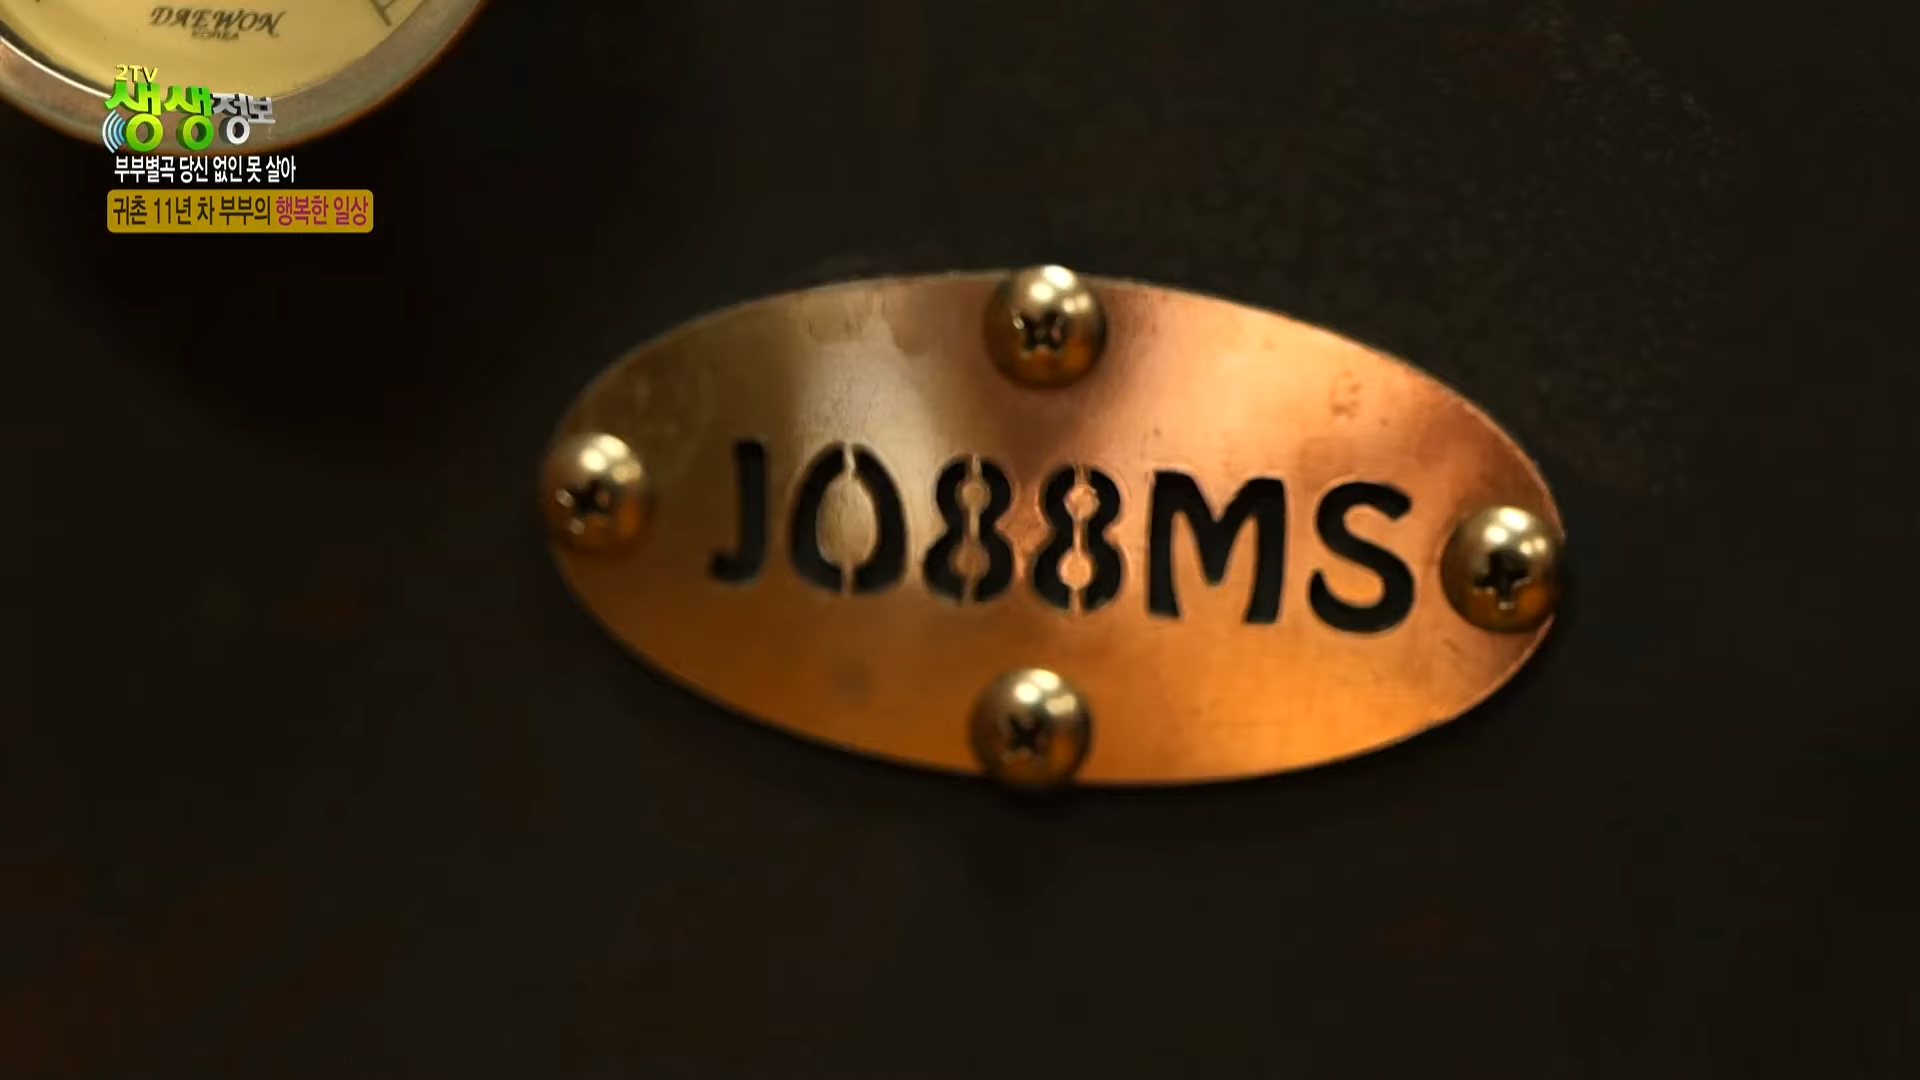 DAEWON
KOREA
2TV
생생정보
부부별곡 당신 없인 못 살아
귀촌 11년 차 부부의 행복한 일상
JO88MS